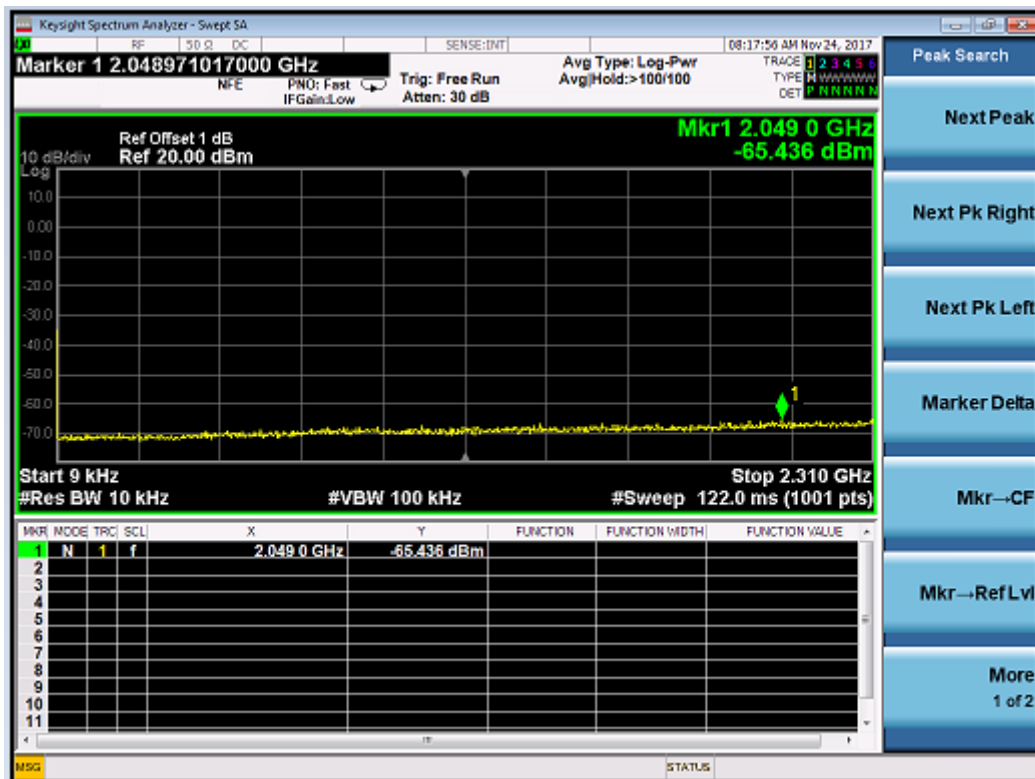 Keysight Spectrum Analyzer - Swept SA
RF 50 Ω DC SENSE:INT 08:17:56 AM Nov 24, 2017
Marker 1 2.048971017000 GHz
NFE
PNO: Fast
IFGain:Low
Trig: Free Run
Atten: 30 dB
Avg Type: Log-Pwr
Avg|Hold:>100/100
TRACE 1 2 3 4 5 6
TYPE M WWWWW
DET P N N N N N
Ref Offset 1 dB
10 dB/div Ref 20.00 dBm
Log
Mkr1 2.049 0 GHz
-65.436 dBm
10.0
0.00
-10.0
-20.0
-30.0
-40.0
-50.0
-60.0
-70.0
1
Start 9 kHz Stop 2.310 GHz
#Res BW 10 kHz #VBW 100 kHz #Sweep 122.0 ms (1001 pts)
MKR MODE TRC SCL X Y FUNCTION FUNCTION WIDTH FUNCTION VALUE
1 N 1 f 2.049 0 GHz -65.436 dBm
2
3
4
5
6
7
8
9
10
11
MSG STATUS
Peak Search
Next Peak
Next Pk Right
Next Pk Left
Marker Delta
Mkr→CF
Mkr→Ref Lvl
More
1 of 2